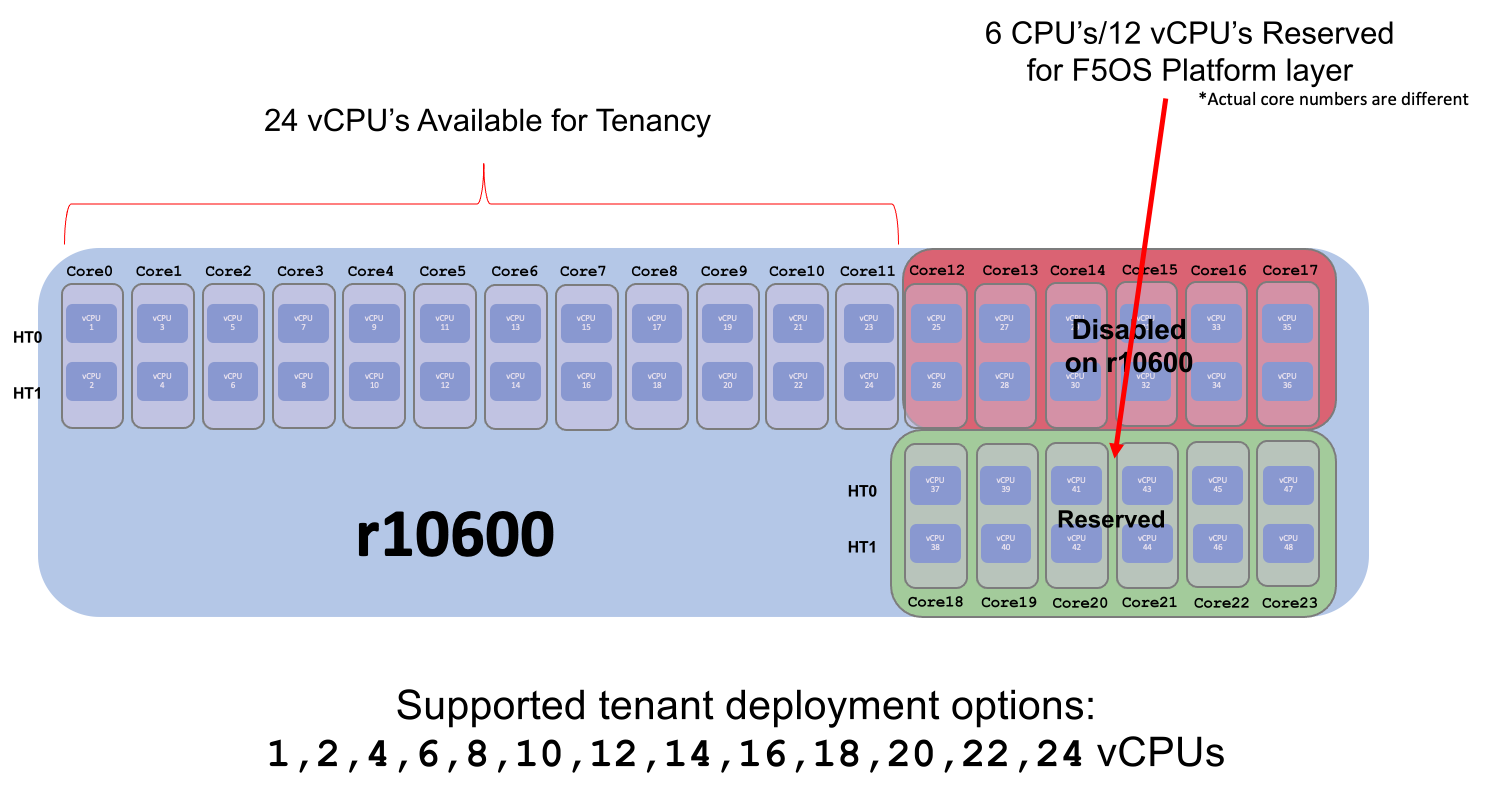 6 CPU's/12 vCPU's Reserved
for F5OS Platform layer
*Actual core numbers are different
24 vCPU's Available for Tenancy
Core0 Core1 Core2 Core3 Core4 Core5 Core6 Core7 Core8 Core9 Core10 Core11 Core12 Core13 Core14 Core15 Core16 Core17
HT0
vCPU vCPU vCPU vCPU vCPU vCPU vCPU vCPU vCPU vCPU vCPU vCPU vCPU vCPU vCPU vCPU vCPU
1 3 5 7 9 11 13 15 17 19 21 23 25 27 33 35
Disabled
on r10600
HT1
vCPU vCPU vCPU vCPU vCPU vCPU vCPU vCPU vCPU vCPU vCPU vCPU vCPU vCPU vCPU vCPU
2 4 6 8 10 12 14 16 18 20 22 24 26 28 30 32 34 36
HT0
vCPU vCPU vCPU vCPU vCPU vCPU
37 39 41 43 45 47
Reserved
HT1
vCPU vCPU vCPU vCPU vCPU vCPU
38 40 42 44 46 48
Core18 Core19 Core20 Core21 Core22 Core23
r10600
Supported tenant deployment options:
1,2,4,6,8,10,12,14,16,18,20,22,24 vCPUs